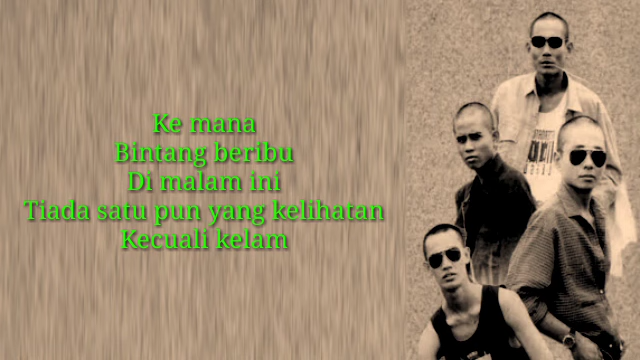 Ke mana
Bintang beribu
Di malam ini
Tiada satu pun yang kelihatan
Kecuali kelam